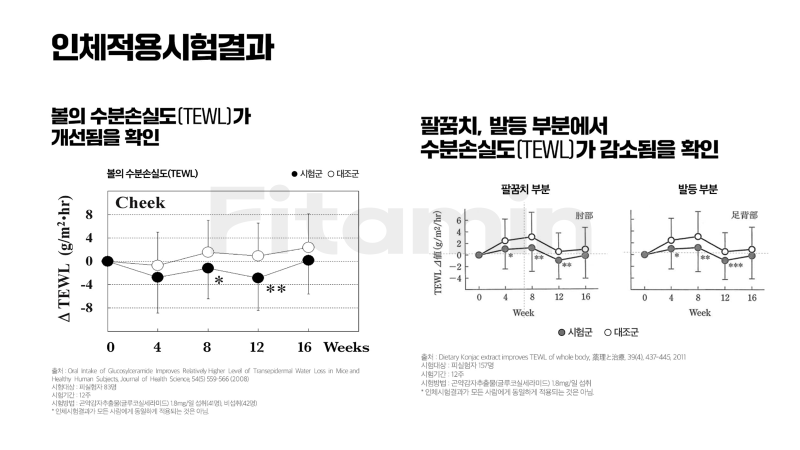 인체적용시험결과
볼의 수분손실도(TEWL)가
개선됨을 확인
볼의 수분손실도(TEWL)
시험군 대조군
Cheek
Δ TEWL (g/m²•hr)
8
4
0
-4
-8
*
**
0 4 8 12 16 Weeks
출처 : Oral Intake of Glucosylceramide Improves Relatively Higher Level of Transepidermal Water Loss in Mice and
Healthy Human Subjects, Journal of Health Science, 54(5) 559-566 (2008)
시험대상 : 피실험자 83명
시험기간 : 12주
시험방법 : 곤약감자추출물(글루코실세라미드) 1.8mg/일 섭취(41명), 비섭취(42명)
* 인체시험결과가 모든 사람에게 동일하게 적용되는 것은 아님.
Fitamin
팔꿈치, 발등 부분에서
수분손실도(TEWL)가 감소됨을 확인
팔꿈치 부분
肘部
TEWL Δ値 (g/m²/hr)
6
4
2
0
−2
−4
* ** **
0 4 8 12 16
Week
발등 부분
足背部
* ** ***
0 4 8 12 16
Week
시험군 대조군
출처 : Dietary Konjac extract improves TEWL of whole body, 薬理と治療, 39(4), 437-445, 2011
시험대상 : 피실험자 157명
시험기간 : 12주
시험방법 : 곤약감자추출물(글루코실세라미드) 1.8mg/일 섭취
* 인체시험결과가 모든 사람에게 동일하게 적용되는 것은 아님.